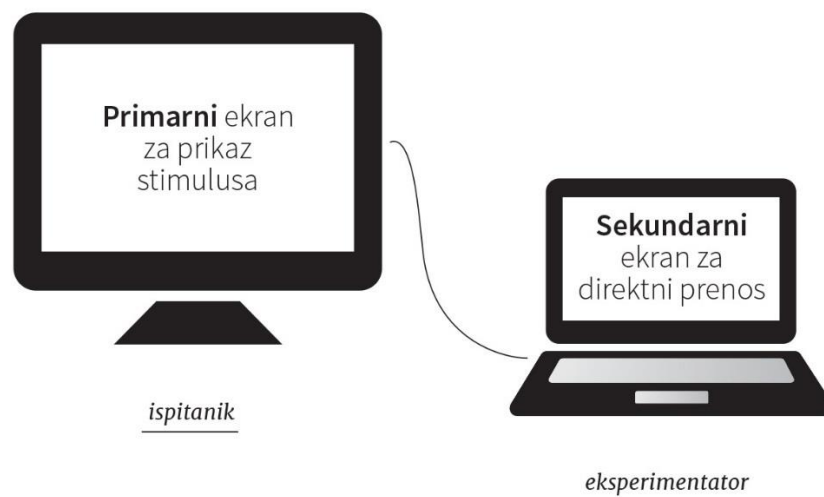 Primarni ekran
za prikaz
stimulusa
Sekundarni
ekran za
direktni prenos
ispitanik
eksperimentator